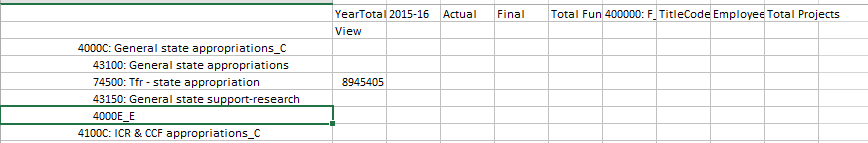 YearTotal 2015-16 Actual Final Total Fun 400000: F_ TitleCode Employee Total Projects
View
4000C: General state appropriations_C
43100: General state appropriations
74500: Tfr - state appropriation 8945405
43150: General state support-research
4000E_E
4100C: ICR & CCF appropriations_C